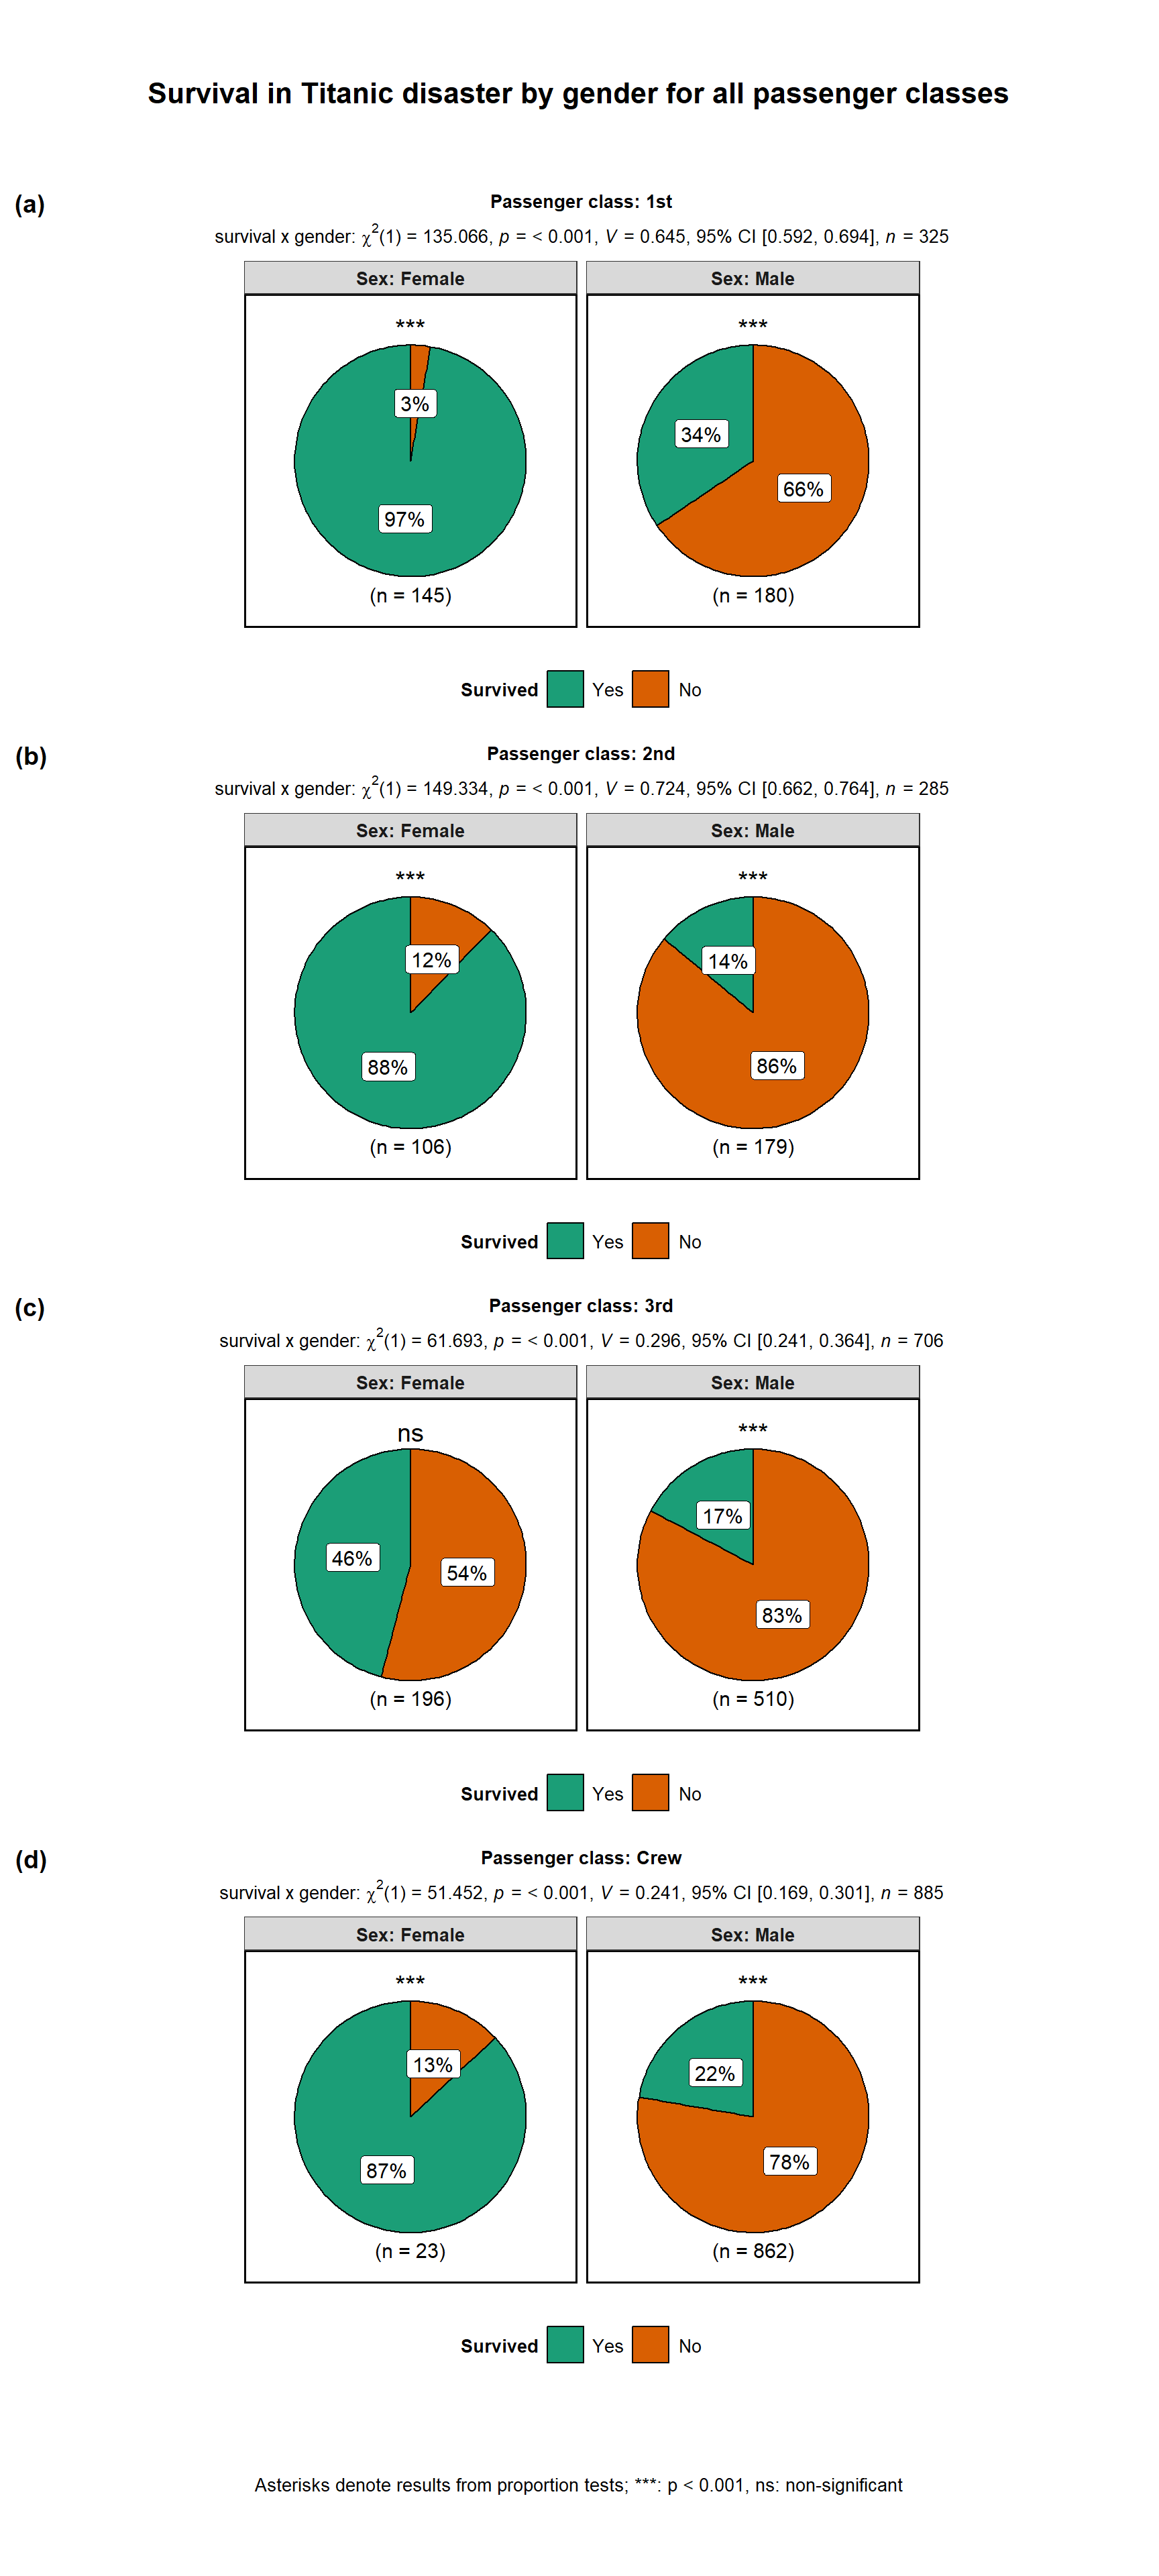 Survival in Titanic disaster by gender for all passenger classes
(a)
Passenger class: 1st
survival x gender: χ²(1) = 135.066, p = < 0.001, V = 0.645, 95% CI [0.592, 0.694], n = 325
Sex: Female
Sex: Male
***
***
3%
34%
66%
97%
(n = 145)
(n = 180)
Survived Yes No
(b)
Passenger class: 2nd
survival x gender: χ²(1) = 149.334, p = < 0.001, V = 0.724, 95% CI [0.662, 0.764], n = 285
Sex: Female
Sex: Male
***
***
12%
14%
88%
86%
(n = 106)
(n = 179)
Survived Yes No
(c)
Passenger class: 3rd
survival x gender: χ²(1) = 61.693, p = < 0.001, V = 0.296, 95% CI [0.241, 0.364], n = 706
Sex: Female
Sex: Male
ns
***
46%
54%
17%
83%
(n = 196)
(n = 510)
Survived Yes No
(d)
Passenger class: Crew
survival x gender: χ²(1) = 51.452, p = < 0.001, V = 0.241, 95% CI [0.169, 0.301], n = 885
Sex: Female
Sex: Male
***
***
13%
22%
87%
78%
(n = 23)
(n = 862)
Survived Yes No
Asterisks denote results from proportion tests; ***: p < 0.001, ns: non-significant